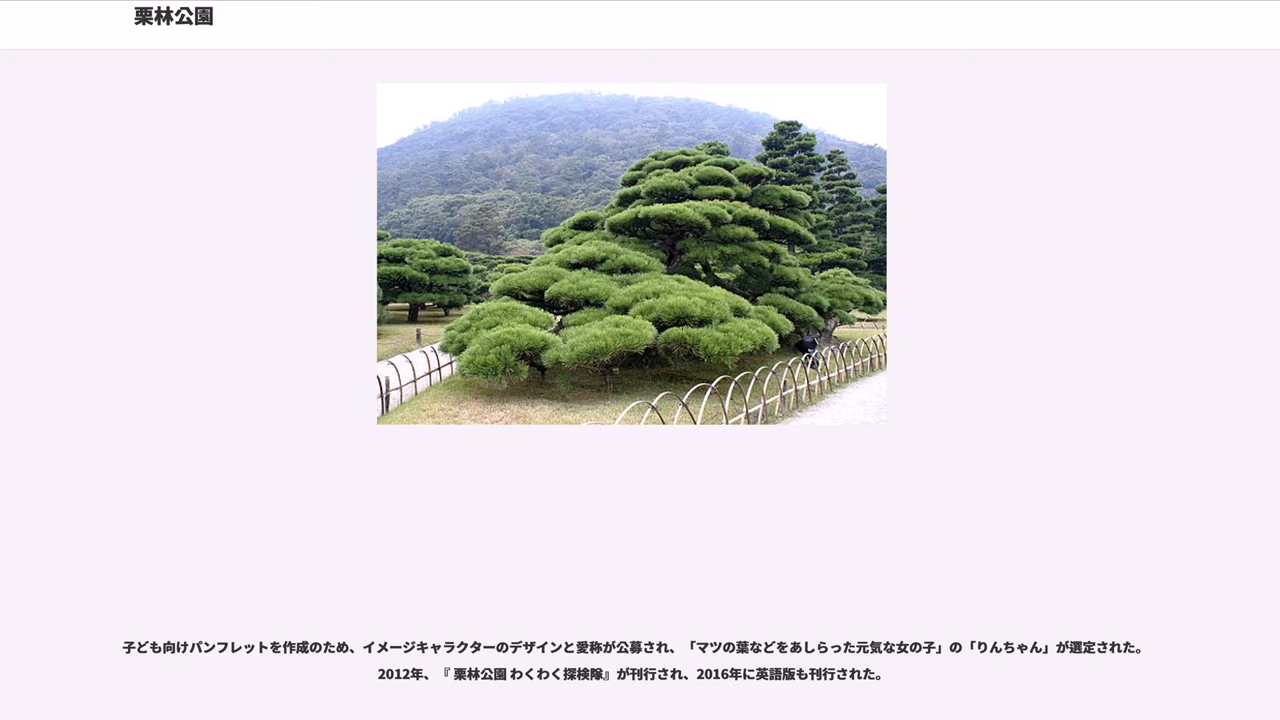 栗林公園
子ども向けパンフレットを作成のため、イメージキャラクターのデザインと愛称が公募され、「マツの葉などをあしらった元気な女の子」の「りんちゃん」が選定された。
2012年、『 栗林公園 わくわく探検隊』が刊行され、2016年に英語版も刊行された。